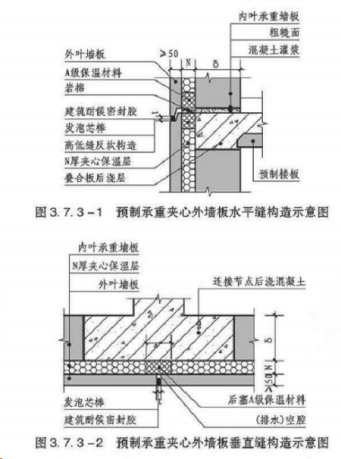 内叶承重墙板
粗糙面
混凝土灌浆
外叶墙板
≥50 N δ
A级保温材料
岩棉
建筑耐候密封胶
发泡芯棒
高低缝反坎构造
N厚夹心保温层
叠合板后浇层
预制楼板
图3.7.3-1 预制承重夹心外墙板水平缝构造示意图
内叶承重墙板
N厚夹心保温层
外叶墙板
连接节点后浇混凝土
δ
N
≥50
发泡芯棒
建筑耐候密封胶
后塞A级保温材料
(排水)空腔
图3.7.3-2 预制承重夹心外墙板垂直缝构造示意图